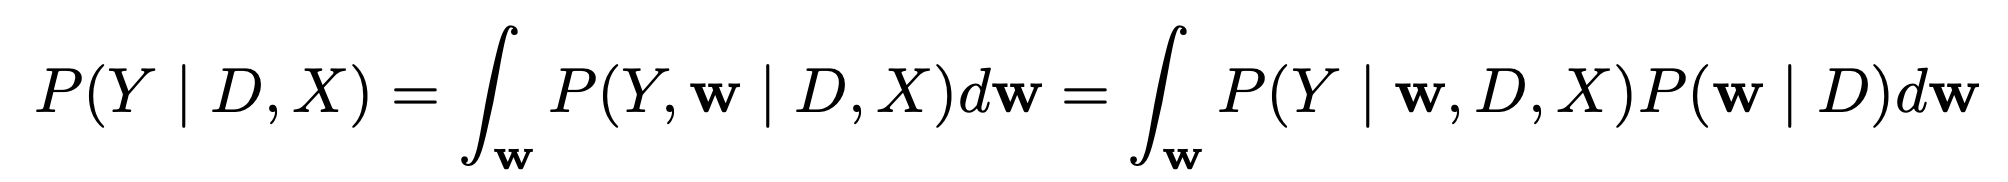 P(Y | D, X) = ∫_𝐰 P(Y, 𝐰 | D, X)d𝐰 = ∫_𝐰 P(Y | 𝐰, D, X)P(𝐰 | D)d𝐰